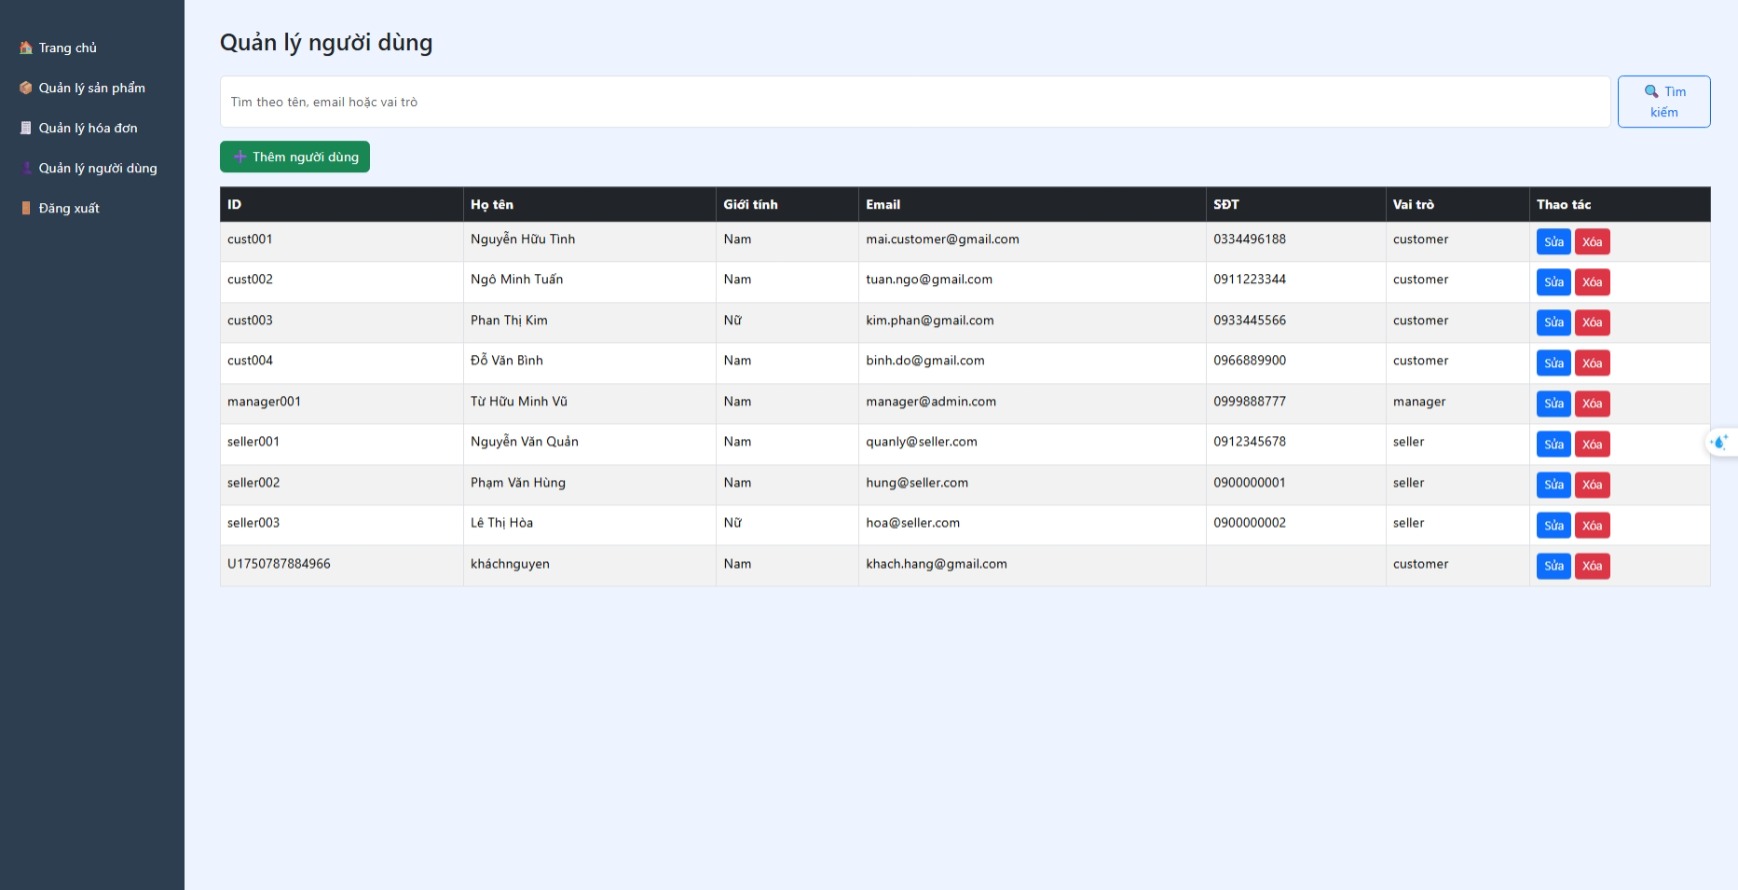 Trang chủ
Quản lý sản phẩm
Quản lý hóa đơn
Quản lý người dùng
Đăng xuất
Quản lý người dùng
Tìm theo tên, email hoặc vai trò
Tìm
kiếm
Thêm người dùng
ID Họ tên Giới tính Email SĐT Vai trò Thao tác
cust001 Nguyễn Hữu Tình Nam mai.customer@gmail.com 0334496188 customer Sửa Xóa
cust002 Ngô Minh Tuấn Nam tuan.ngo@gmail.com 0911223344 customer Sửa Xóa
cust003 Phan Thị Kim Nữ kim.phan@gmail.com 0933445566 customer Sửa Xóa
cust004 Đỗ Văn Bình Nam binh.do@gmail.com 0966889900 customer Sửa Xóa
manager001 Từ Hữu Minh Vũ Nam manager@admin.com 0999888777 manager Sửa Xóa
seller001 Nguyễn Văn Quản Nam quanly@seller.com 0912345678 seller Sửa Xóa
seller002 Phạm Văn Hùng Nam hung@seller.com 0900000001 seller Sửa Xóa
seller003 Lê Thị Hòa Nữ hoa@seller.com 0900000002 seller Sửa Xóa
U1750787884966 kháchnguyen Nam khach.hang@gmail.com customer Sửa Xóa